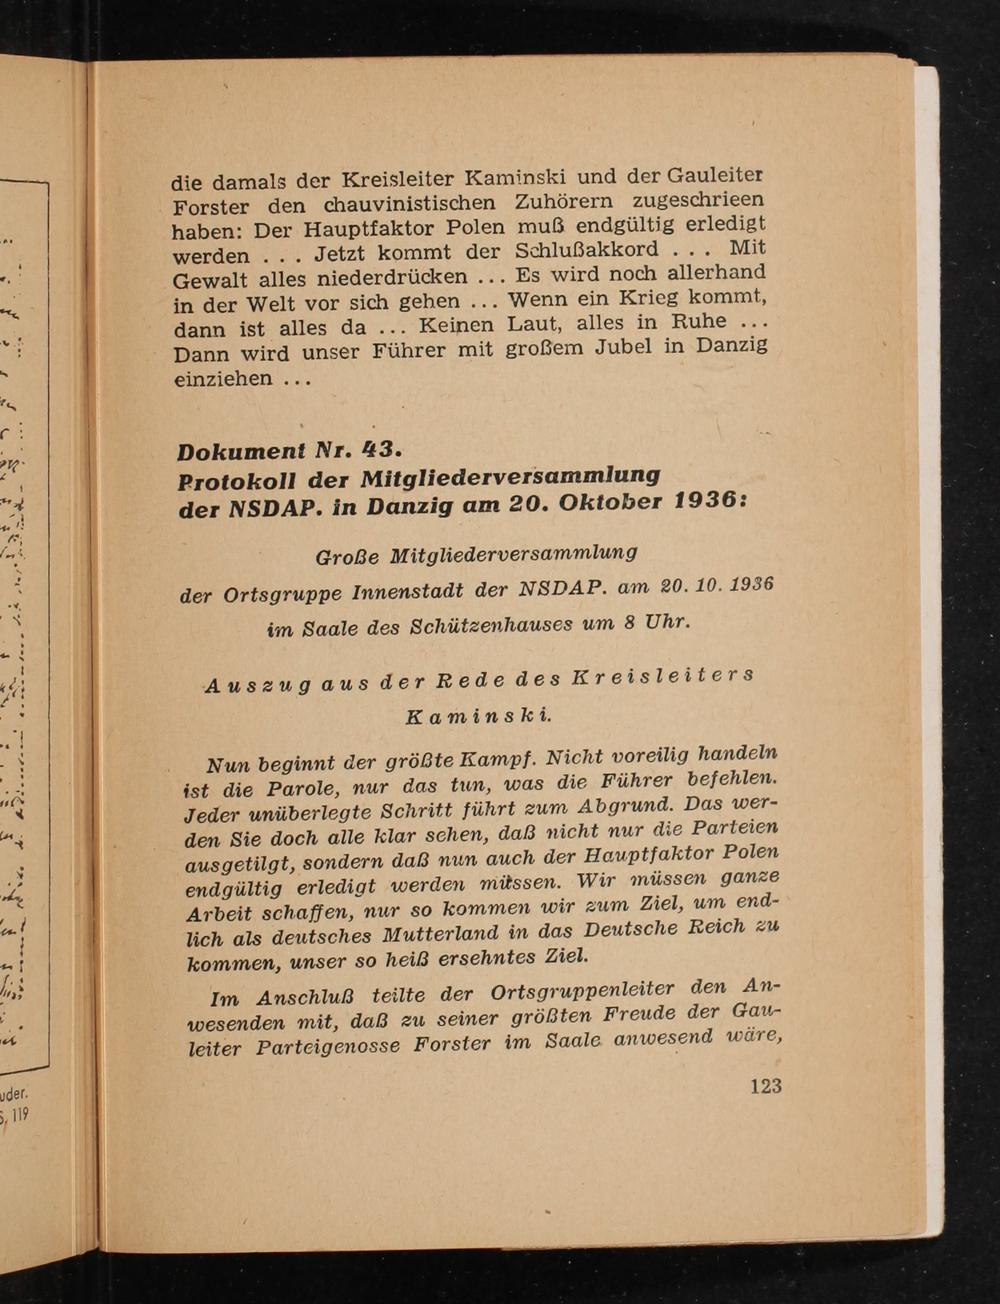 die damals der Kreisleiter Kaminski und der Gauleiter
Forster den chauvinistischen Zuhörern zugeschrieen
haben: Der Hauptfaktor Polen muß endgültig erledigt
werden . . . Jetzt kommt der Schlußakkord . . . Mit
Gewalt alles niederdrücken ... Es wird noch allerhand
in der Welt vor sich gehen ... Wenn ein Krieg kommt,
dann ist alles da ... Keinen Laut, alles in Ruhe ...
Dann wird unser Führer mit großem Jubel in Danzig
einziehen ...
Dokument Nr. 43.
Protokoll der Mitgliederversammlung
der NSDAP. in Danzig am 20. Oktober 1936:
Große Mitgliederversammlung
der Ortsgruppe Innenstadt der NSDAP. am 20. 10. 1936
im Saale des Schützenhauses um 8 Uhr.
Auszug aus der Rede des Kreisleiters
Kaminski.
Nun beginnt der größte Kampf. Nicht voreilig handeln
ist die Parole, nur das tun, was die Führer befehlen.
Jeder unüberlegte Schritt führt zum Abgrund. Das wer-
den Sie doch alle klar sehen, daß nicht nur die Parteien
ausgetilgt, sondern daß nun auch der Hauptfaktor Polen
endgültig erledigt werden müssen. Wir müssen ganze
Arbeit schaffen, nur so kommen wir zum Ziel, um end-
lich als deutsches Mutterland in das Deutsche Reich zu
kommen, unser so heiß ersehntes Ziel.
Im Anschluß teilte der Ortsgruppenleiter den An-
wesenden mit, daß zu seiner größten Freude der Gau-
leiter Parteigenosse Forster im Saale anwesend wäre,
123
S. 119